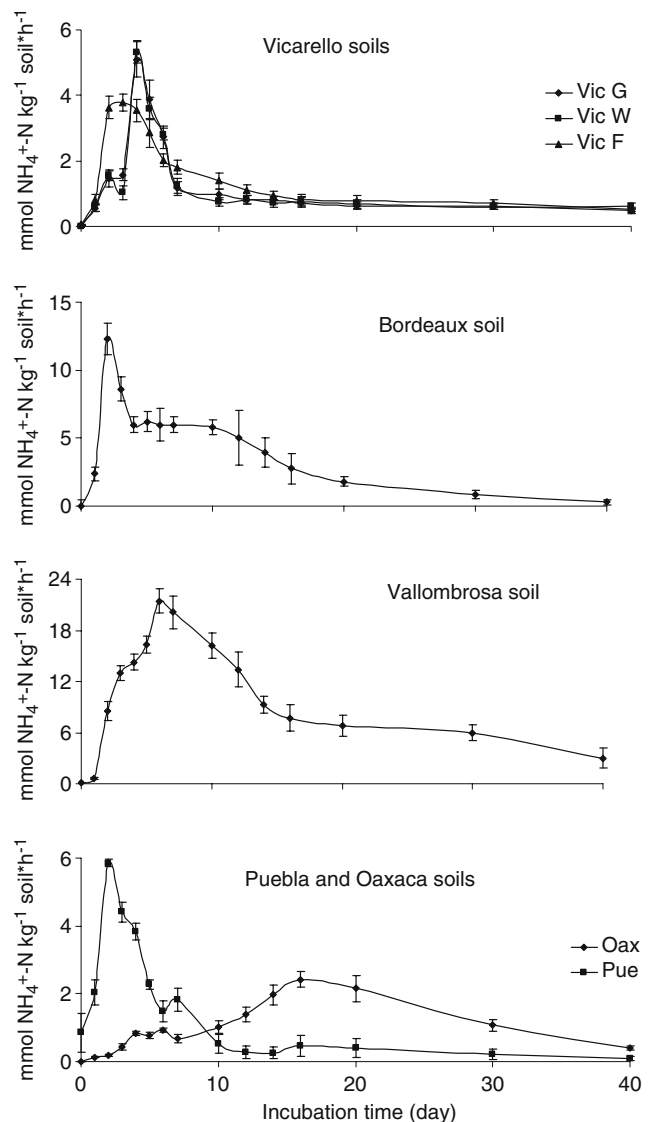 Vicarello soils
mmol NH₄⁺-N kg⁻¹ soil*h⁻¹
6
4
2
0
Vic G
Vic W
Vic F
Bordeaux soil
mmol NH₄⁺-N kg⁻¹ soil*h⁻¹
15
10
5
0
Vallombrosa soil
mmol NH₄⁺-N kg⁻¹ soil*h⁻¹
24
18
12
6
0
Puebla and Oaxaca soils
mmol NH₄⁺-N kg⁻¹ soil*h⁻¹
6
4
2
0
Oax
Pue
0 10 20 30 40
Incubation time (day)